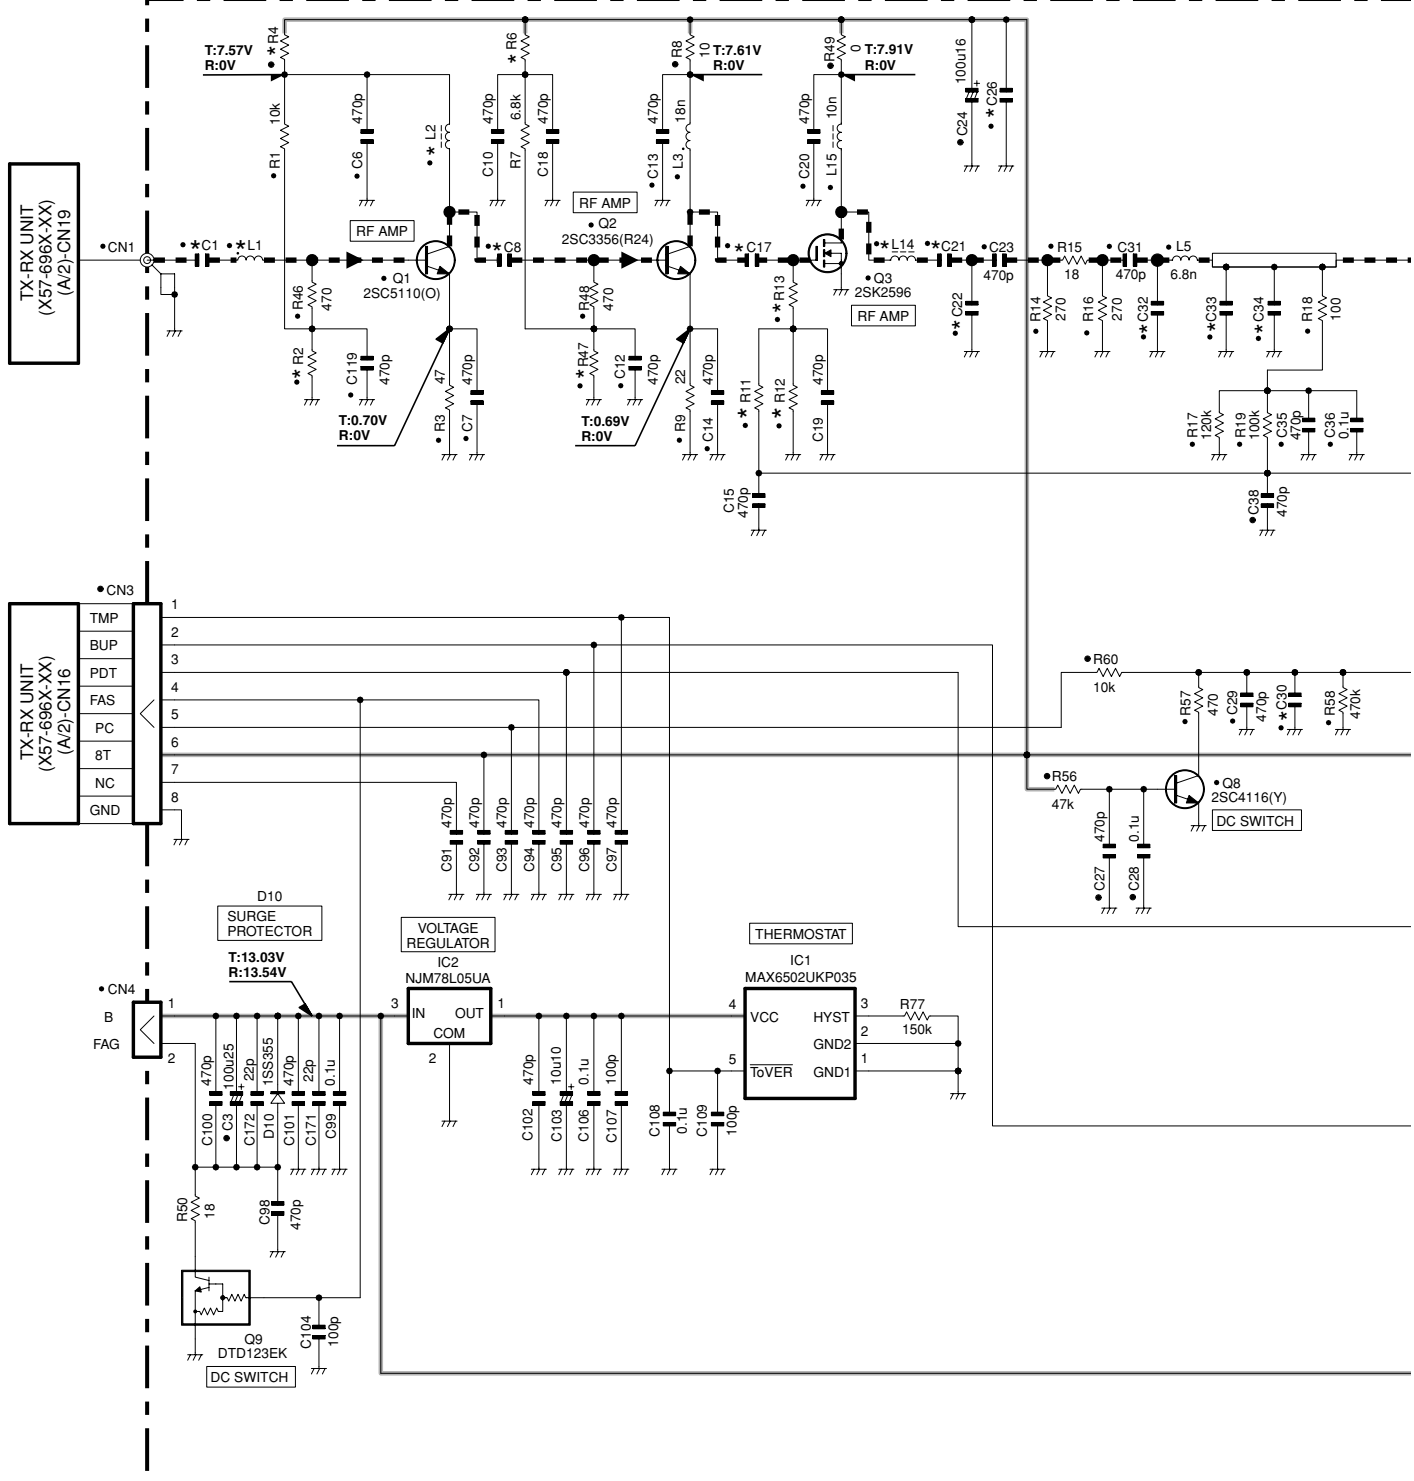 TX-RX UNIT
(X57-696X-XX)
(A/2)-CN19
●CN1
●★R4
T:7.57V
R:0V
10k
●R1
470p
●C6
●★L2
RF AMP
●★C1
●★L1
●Q1
2SC5110(O)
●R46
470
●★R2
C119
●470p
T:0.70V
R:0V
47
●R3
470p
●C7
★R6
470p
C10
6.8k
R7
470p
C18
●★C8
RF AMP
●Q2
2SC3356(R24)
●R48
470
●★R47
●C12
470p
T:0.69V
R:0V
22
●R9
470p
●C14
●R8
10
T:7.61V
R:0V
470p
●C13
18n
●L3
●★C17
●★R13
●★R11
●★R12
470p
C19
C15
470p
●R49
0
T:7.91V
R:0V
470p
●C20
10n
●L15
●Q3
2SK2596
RF AMP
●★L14
●★C21
●★C22
100u16
+
●C24
●★C26
●C23
470p
●R14
270
●R15
18
●R16
270
●C31
470p
●★C32
●L5
6.8n
●★C33
●★C34
●R18
100
●R17
120k
●R19
100k
●C35
470p
●C36
0.1u
●C38
470p
●CN3
TX-RX UNIT
(X57-696X-XX)
(A/2)-CN16
TMP 1
BUP 2
PDT 3
FAS 4
PC 5
8T 6
NC 7
GND 8
470p
C91
470p
C92
470p
C93
470p
C94
470p
C95
470p
C96
470p
C97
●R60
10k
●R57
470
●C29
470p
●★C30
●R58
470k
●R56
47k
●Q8
2SC4116(Y)
DC SWITCH
470p
●C27
0.1u
●C28
D10
SURGE
PROTECTOR
T:13.03V
R:13.54V
●CN4
B 1
FAG 2
470p
C100
100u25
+
●C3
22p
C172
1SS355
D10
470p
C101
22p
C171
0.1u
C99
R50
18
C98
470p
Q9
DTD123EK
DC SWITCH
C104
100p
VOLTAGE
REGULATOR
IC2
NJM78L05UA
3 IN OUT 1
COM
2
470p
C102
10u10
+
C103
0.1u
C106
100p
C107
C108
0.1u
C109
100p
THERMOSTAT
IC1
MAX6502UKP035
4 VCC HYST 3
GND2 2
5 ToVER GND1 1
R77
150k